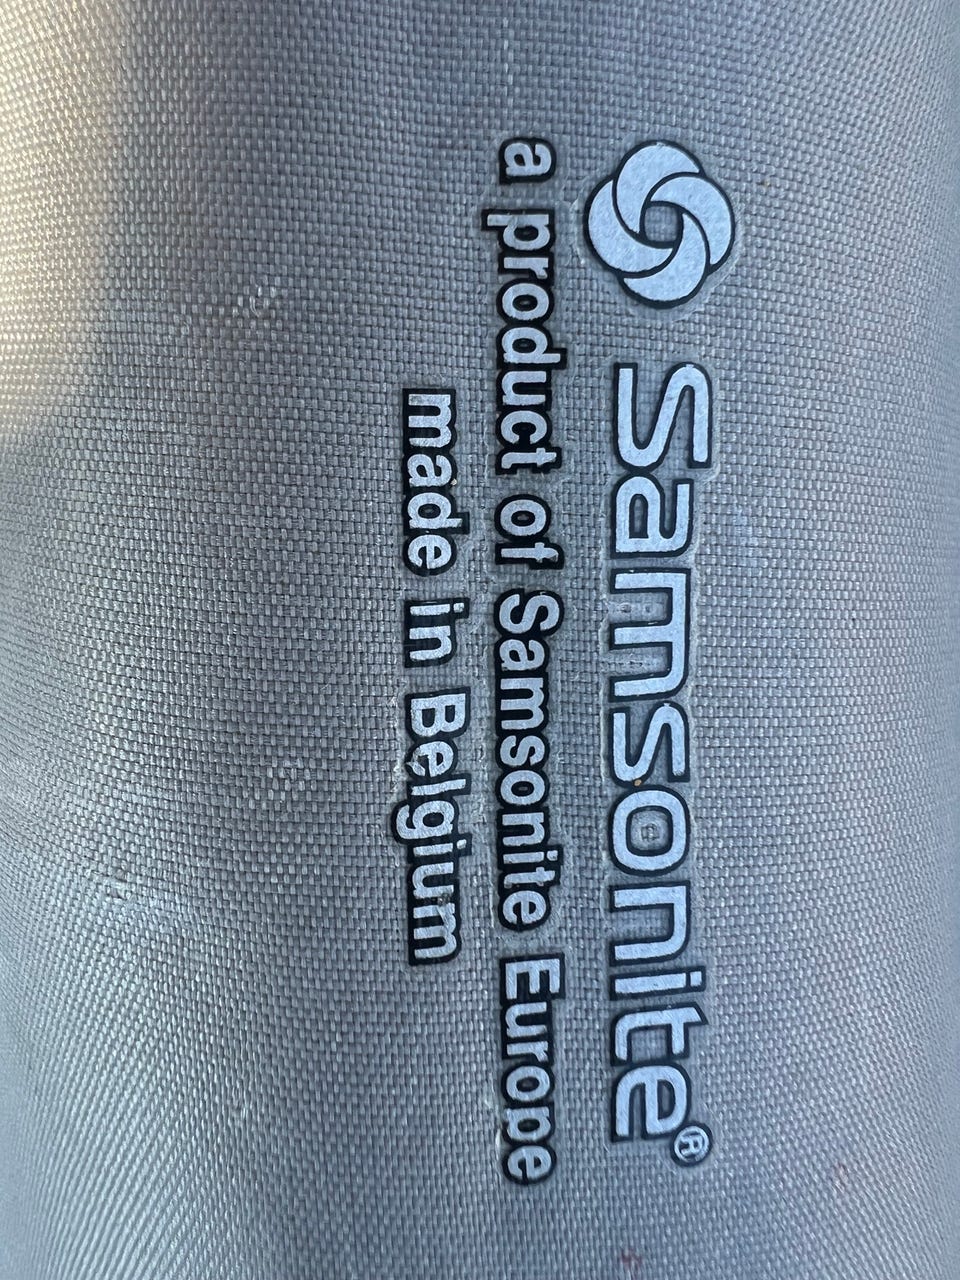 Samsonite®
a product of Samsonite Europe
made in Belgium